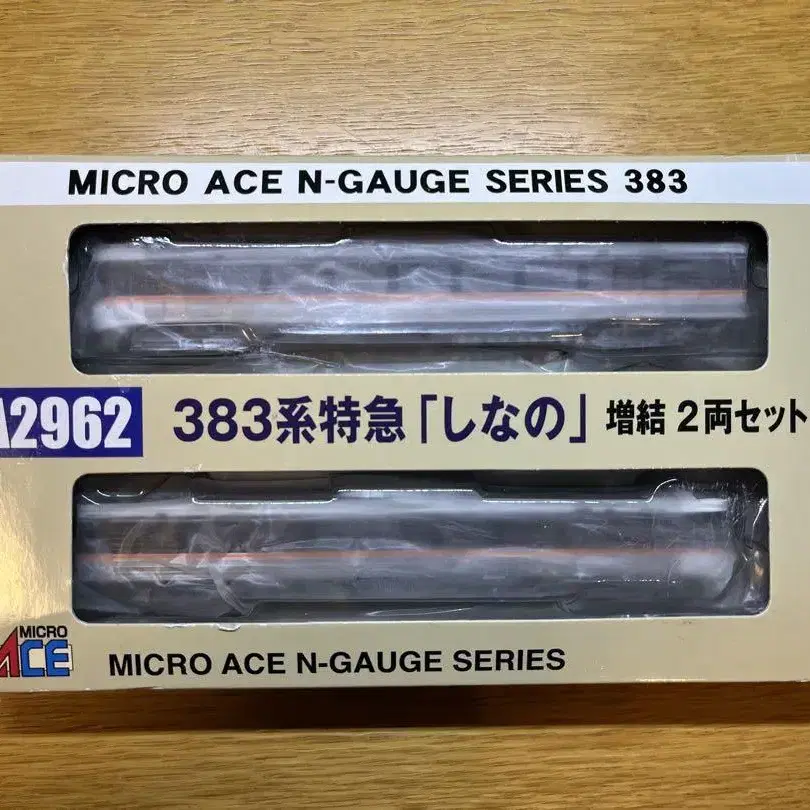 MICRO ACE N-GAUGE SERIES 383
A2962
383系特急「しなの」 増結 2両セット
MICRO
ACE
MICRO ACE N-GAUGE SERIES